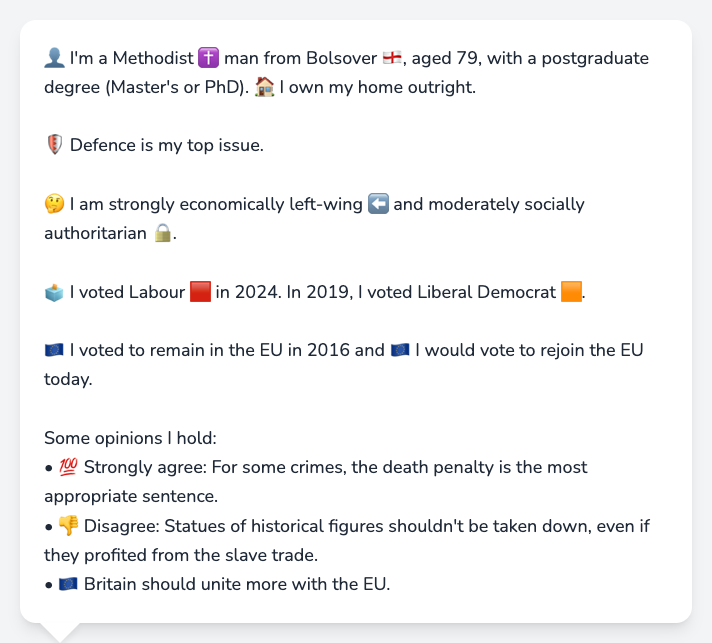 👤 I'm a Methodist ✝️ man from Bolsover 🏴󠁧󠁢󠁥󠁮󠁧󠁿, aged 79, with a postgraduate
degree (Master's or PhD). 🏠 I own my home outright.
🛡️ Defence is my top issue.
🤔 I am strongly economically left-wing ⬅️ and moderately socially
authoritarian 🔒.
🗳️ I voted Labour 🟥 in 2024. In 2019, I voted Liberal Democrat 🟧.
🇪🇺 I voted to remain in the EU in 2016 and 🇪🇺 I would vote to rejoin the EU
today.
Some opinions I hold:
• 💯 Strongly agree: For some crimes, the death penalty is the most
appropriate sentence.
• 👎 Disagree: Statues of historical figures shouldn't be taken down, even if
they profited from the slave trade.
• 🇪🇺 Britain should unite more with the EU.